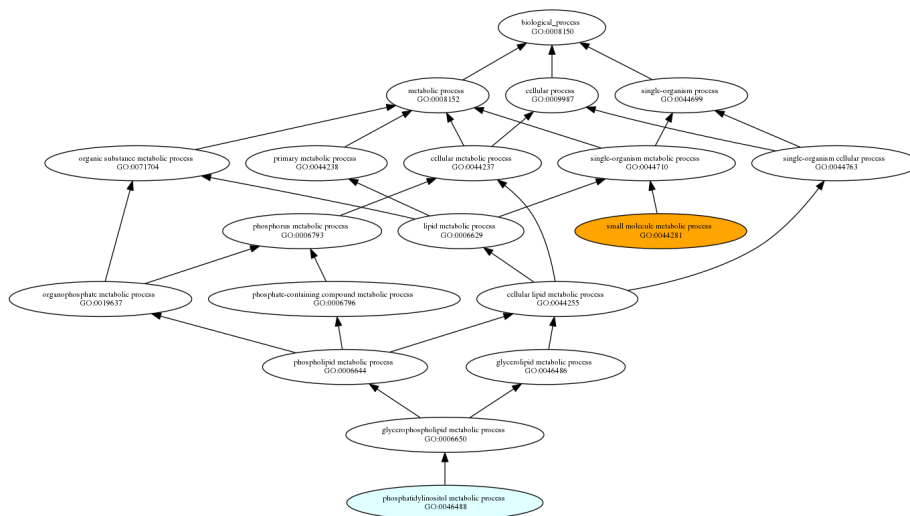 biological_process
GO:0008150
metabolic process
GO:0008152
cellular process
GO:0009987
single-organism process
GO:0044699
organic substance metabolic process
GO:0071704
primary metabolic process
GO:0044238
cellular metabolic process
GO:0044237
single-organism metabolic process
GO:0044710
single-organism cellular process
GO:0044763
phosphorus metabolic process
GO:0006793
lipid metabolic process
GO:0006629
small molecule metabolic process
GO:0044281
organophosphate metabolic process
GO:0019637
phosphate-containing compound metabolic process
GO:0006796
cellular lipid metabolic process
GO:0044255
phospholipid metabolic process
GO:0006644
glycerolipid metabolic process
GO:0046486
glycerophospholipid metabolic process
GO:0006650
phosphatidylinositol metabolic process
GO:0046488